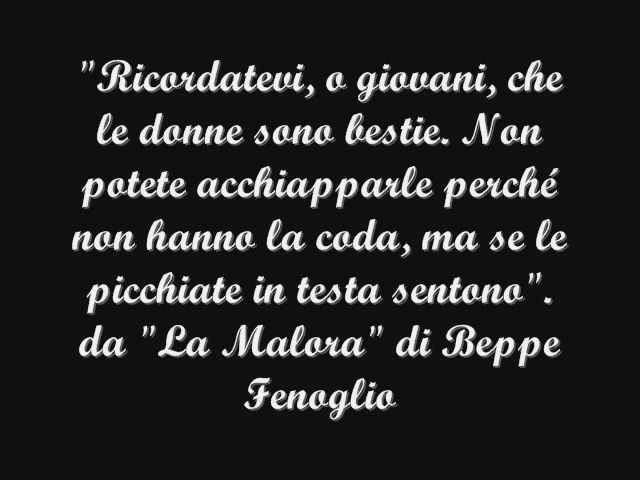 "Ricordatevi, o giovani, che
le donne sono bestie. Non
potete acchiapparle perché
non hanno la coda, ma se le
picchiate in testa sentono".
da "La Malora" di Beppe
Fenoglio